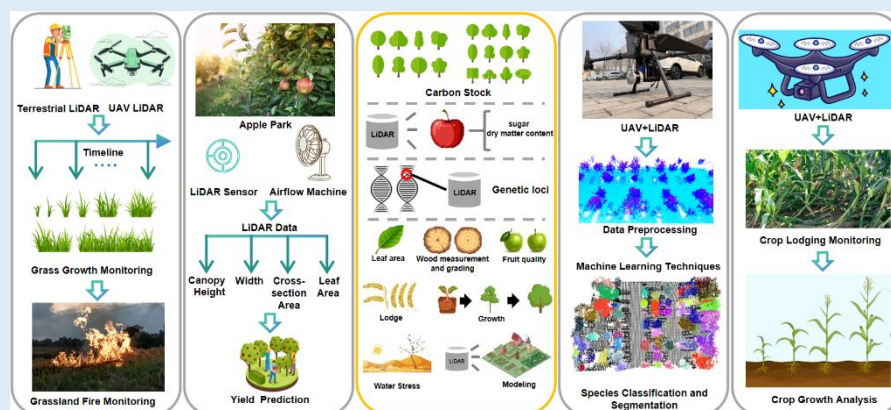 Terrestrial LiDAR UAV LiDAR
Timeline
Grass Growth Monitoring
Grassland Fire Monitoring
Apple Park
LiDAR Sensor Airflow Machine
LiDAR Data
Canopy
Height
Width
Cross-
section
Area
Leaf
Area
Yield Prediction
Carbon Stock
LiDAR
sugar
dry matter content
LiDAR
Genetic loci
Leaf area
Wood measurement
and grading
Fruit quality
Lodge
Growth
Water Stress
LiDAR
Modeling
UAV+LiDAR
Data Preprocessing
Machine Learning Techniques
Species Classification and
Segmentation
UAV+LiDAR
Crop Lodging Monitoring
Crop Growth Analysis